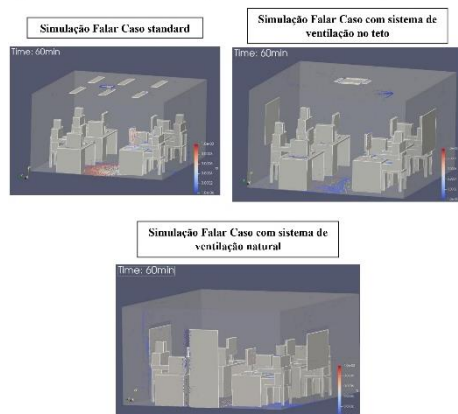 Simulação Falar Caso standard
Simulação Falar Caso com sistema de
ventilação no teto
Time: 60min
Time: 60min
Simulação Falar Caso com sistema de
ventilação natural
Time: 60min